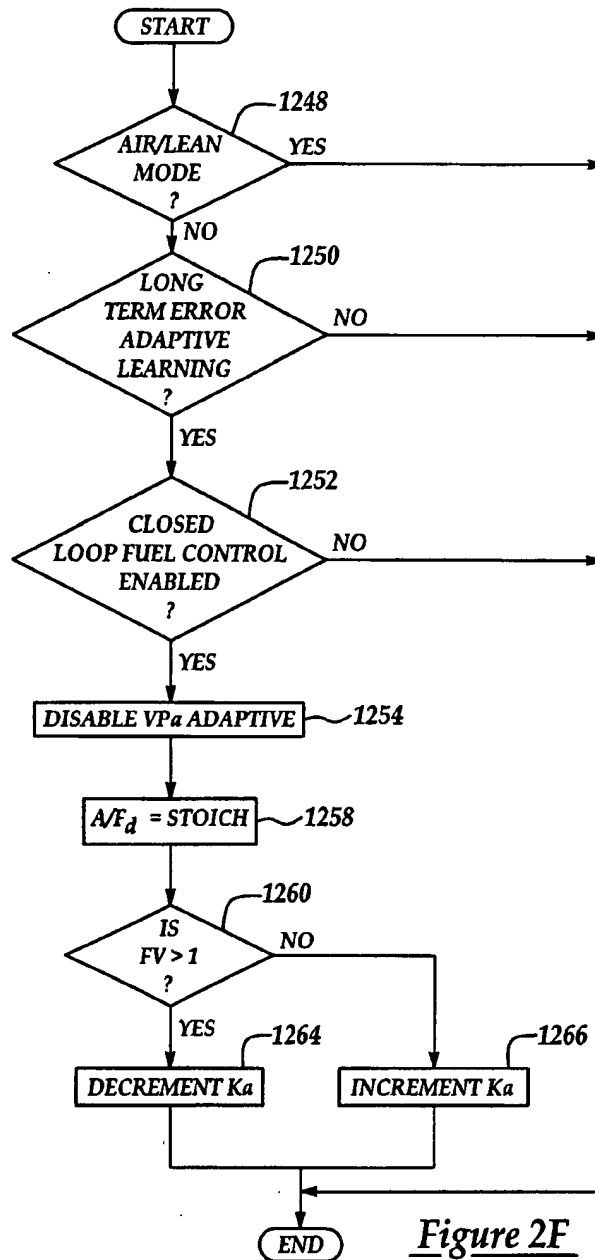 START
1248
AIR/LEAN
MODE
?
YES
NO
1250
LONG
TERM ERROR
ADAPTIVE
LEARNING
?
NO
YES
1252
CLOSED
LOOP FUEL CONTROL
ENABLED
?
NO
YES
DISABLE VPa ADAPTIVE
1254
A/Fd = STOICH
1258
1260
IS
FV > 1
?
NO
YES
1264
1266
DECREMENT Ka
INCREMENT Ka
END
Figure 2F